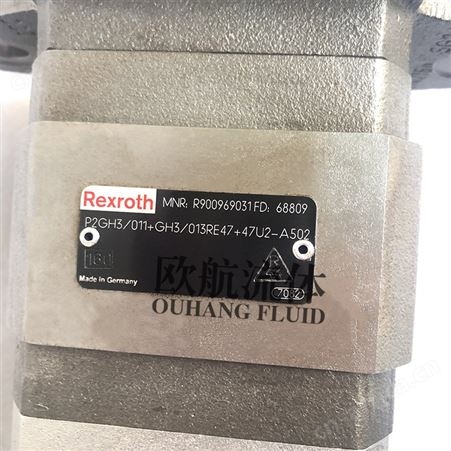 Rexroth MNR: R900969031 FD: 68809
P2GH3/011+GH3/013RE47+47U2-A502
Made in Germany
7082
欧航流体
OUHANG FLUID